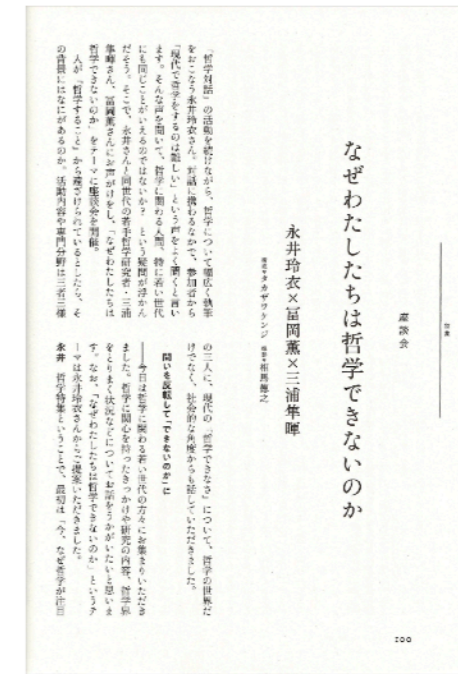 特集
座談会
なぜわたしたちは哲学できないのか
永井玲衣×冨岡薫×三浦隼暉
構成=タカザワケンジ 撮影=相馬
「哲学対話」の活動を続けながら、哲学について幅広く執筆
をおこなう永井玲衣さん。対話に携わるなかで、参加者から
「現代で哲学をするのは難しい」という声をよく聞くと言い
ます。そんな声を聞いて、哲学に関わる人間、特に若い世代
にも同じことがいえるのではないか？ という疑問が浮かん
だそう。そこで、永井さんと同世代の若手哲学研究者・三浦
隼暉さん、冨岡薫さんにお声がけをし、「なぜわたしたちは
哲学できないのか」をテーマに座談会を開催。
人が「哲学すること」から遠ざけられているとしたら、そ
の背景にはなにがあるのか。活動内容や専門分野は三者三様
の三人に、現代の「哲学できなさ」について、哲学の世界だ
けでなく、社会的な角度からも話していただきました。
問いを反転して「できないのか」に
――今日は哲学に関わる若い世代の方々にお集まりいただき
ました。哲学に関心を持ったきっかけや研究の内容、哲学界
をとりまく状況などについてお話をうかがいたいと思いま
す。なお、「なぜわたしたちは哲学できないのか」というテ
ーマは永井玲衣さんからご提案いただきました。
永井 哲学特集ということで、最初は「今、なぜ哲学が注目
100